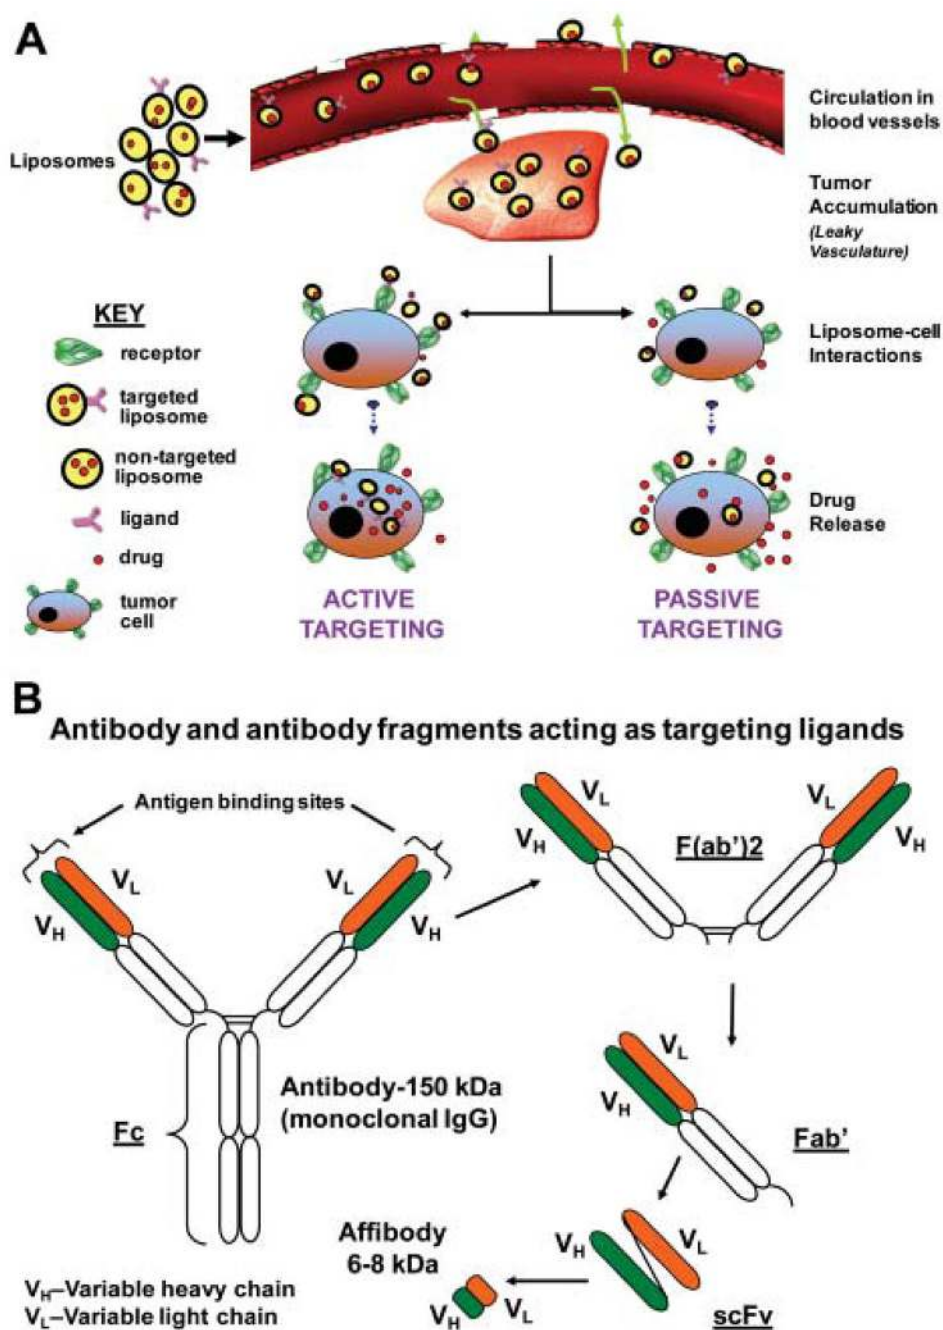 A
Liposomes
Circulation in
blood vessels
Tumor
Accumulation
(Leaky
Vasculature)
KEY
receptor
targeted
liposome
non-targeted
liposome
ligand
drug
tumor
cell
Liposome-cell
Interactions
Drug
Release
ACTIVE
TARGETING
PASSIVE
TARGETING
B
Antibody and antibody fragments acting as targeting ligands
Antigen binding sites
VL
VH
VL
VH
Fc
Antibody-150 kDa
(monoclonal IgG)
VL
VH
F(ab')2
VL
VH
VL
VH
Fab'
VH
VL
scFv
Affibody
6-8 kDa
VH
VL
VH–Variable heavy chain
VL–Variable light chain